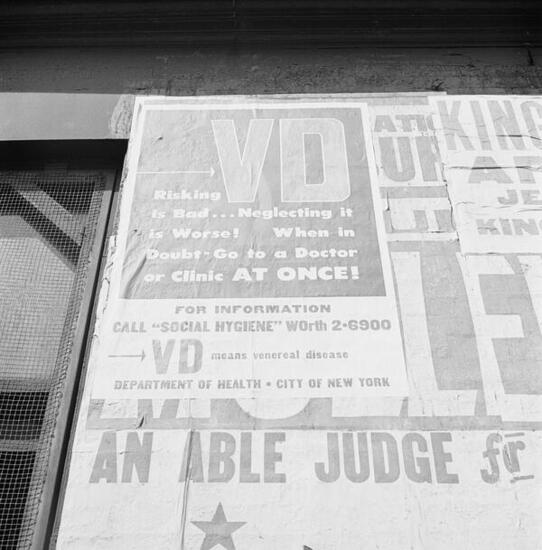 VD
Risking
is Bad... Neglecting it
is Worse! When in
Doubt-Go to a Doctor
or Clinic AT ONCE!
FOR INFORMATION
CALL "SOCIAL HYGIENE" WOrth 2-6900
VD means venereal disease
DEPARTMENT OF HEALTH • CITY OF NEW YORK
AN ABLE JUDGE for
KING
KING